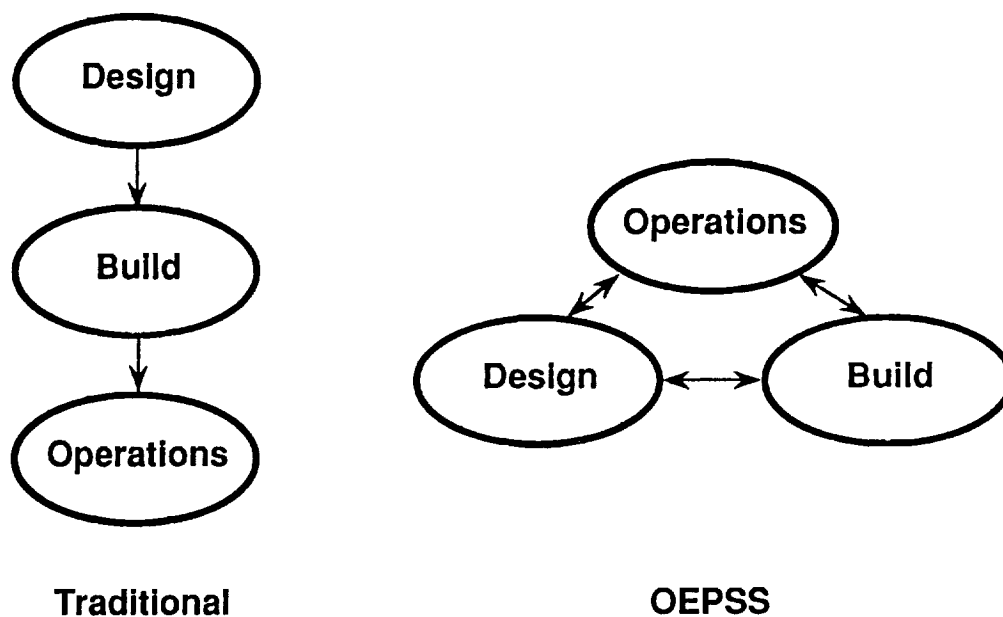 Design
Build
Operations
Traditional
Operations
Design
Build
OEPSS